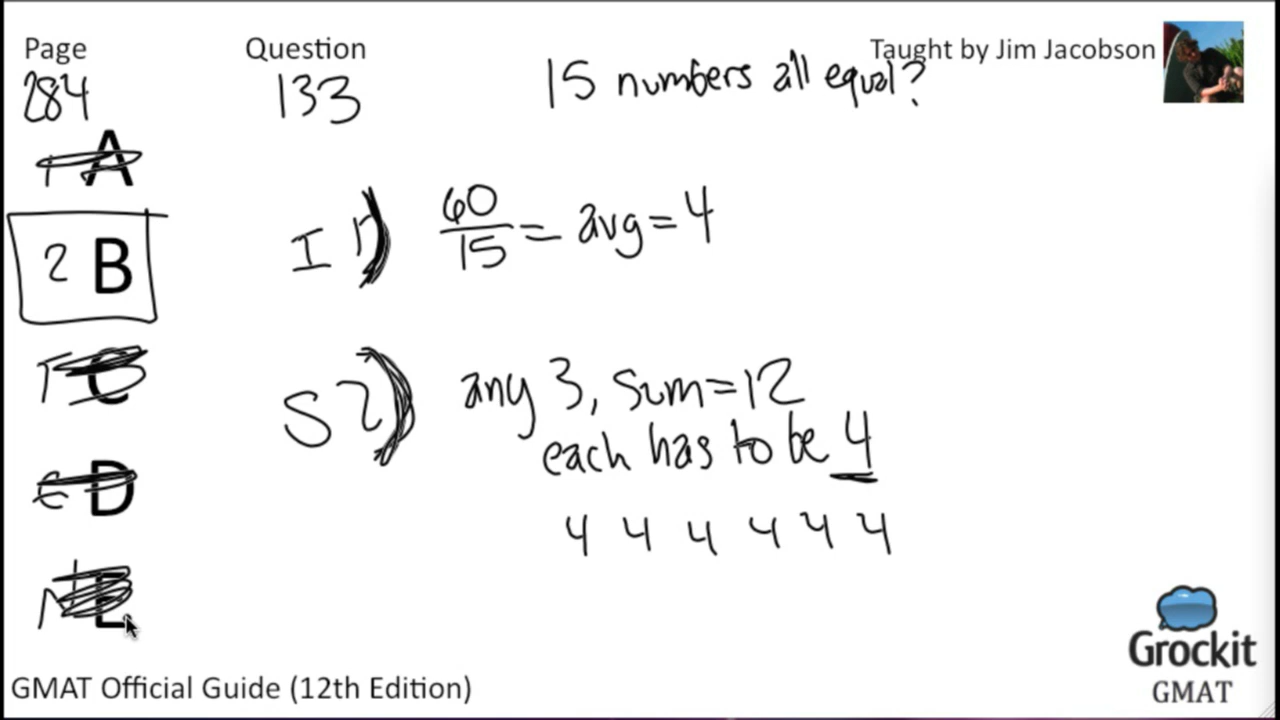 Page
Question
Taught by Jim Jacobson
284
133
15 numbers all equal?
1 A
I 1) 60/15 = avg = 4
2 B
T C
S 2) any 3, sum = 12
each has to be 4
E D
4 4 4 4 4 4
N E
GMAT Official Guide (12th Edition)
Grockit
GMAT